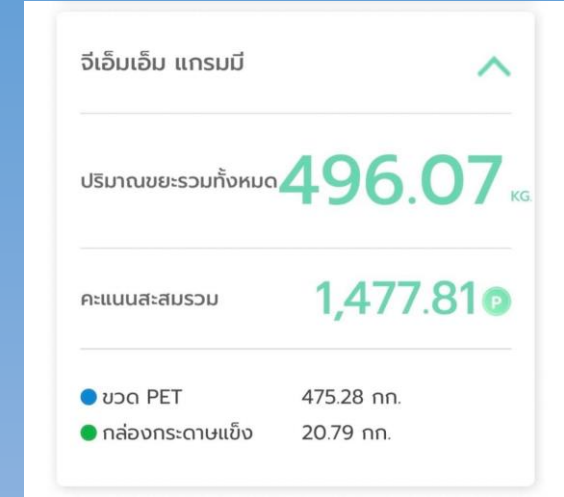 จีเอ็มเอ็ม แกรมมี่
ปริมาณขยะรวมทั้งหมด 496.07 KG.
คะแนนสะสมรวม 1,477.81 P
ขวด PET 475.28 กก.
กล่องกระดาษแข็ง 20.79 กก.